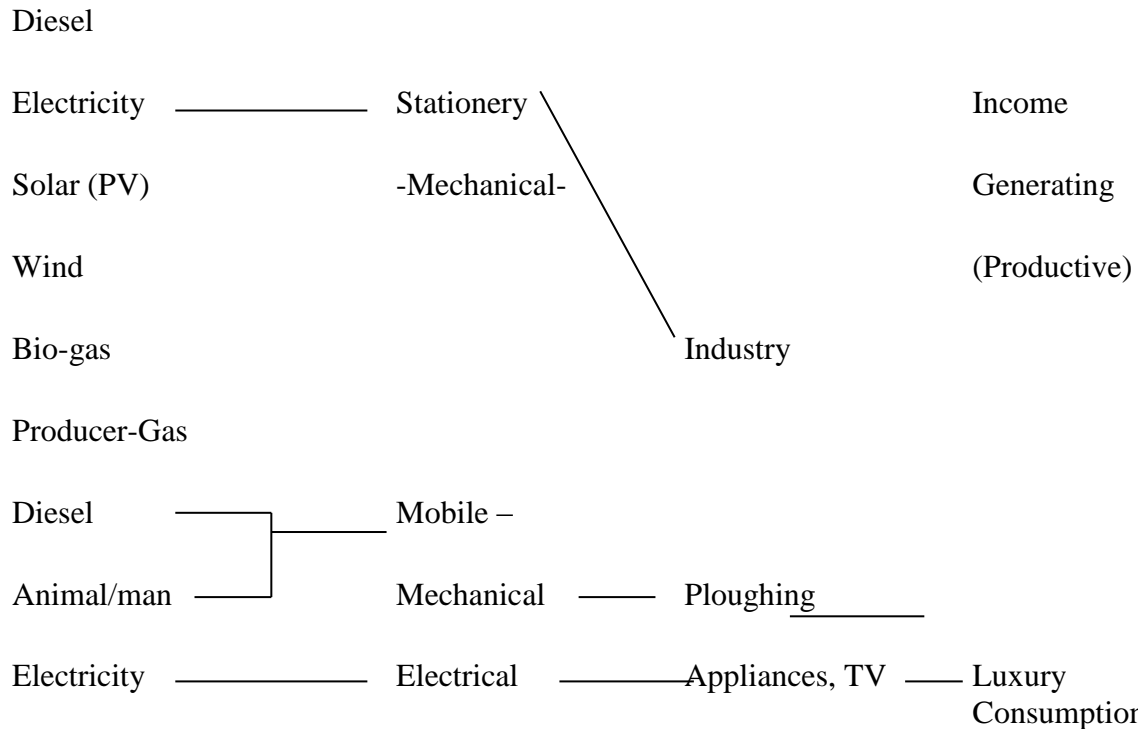 Diesel
Electricity Stationery Income
Solar (PV) -Mechanical- Generating
Wind (Productive)
Bio-gas Industry
Producer-Gas
Diesel Mobile –
Animal/man Mechanical Ploughing
Electricity Electrical Appliances, TV Luxury
Consumption